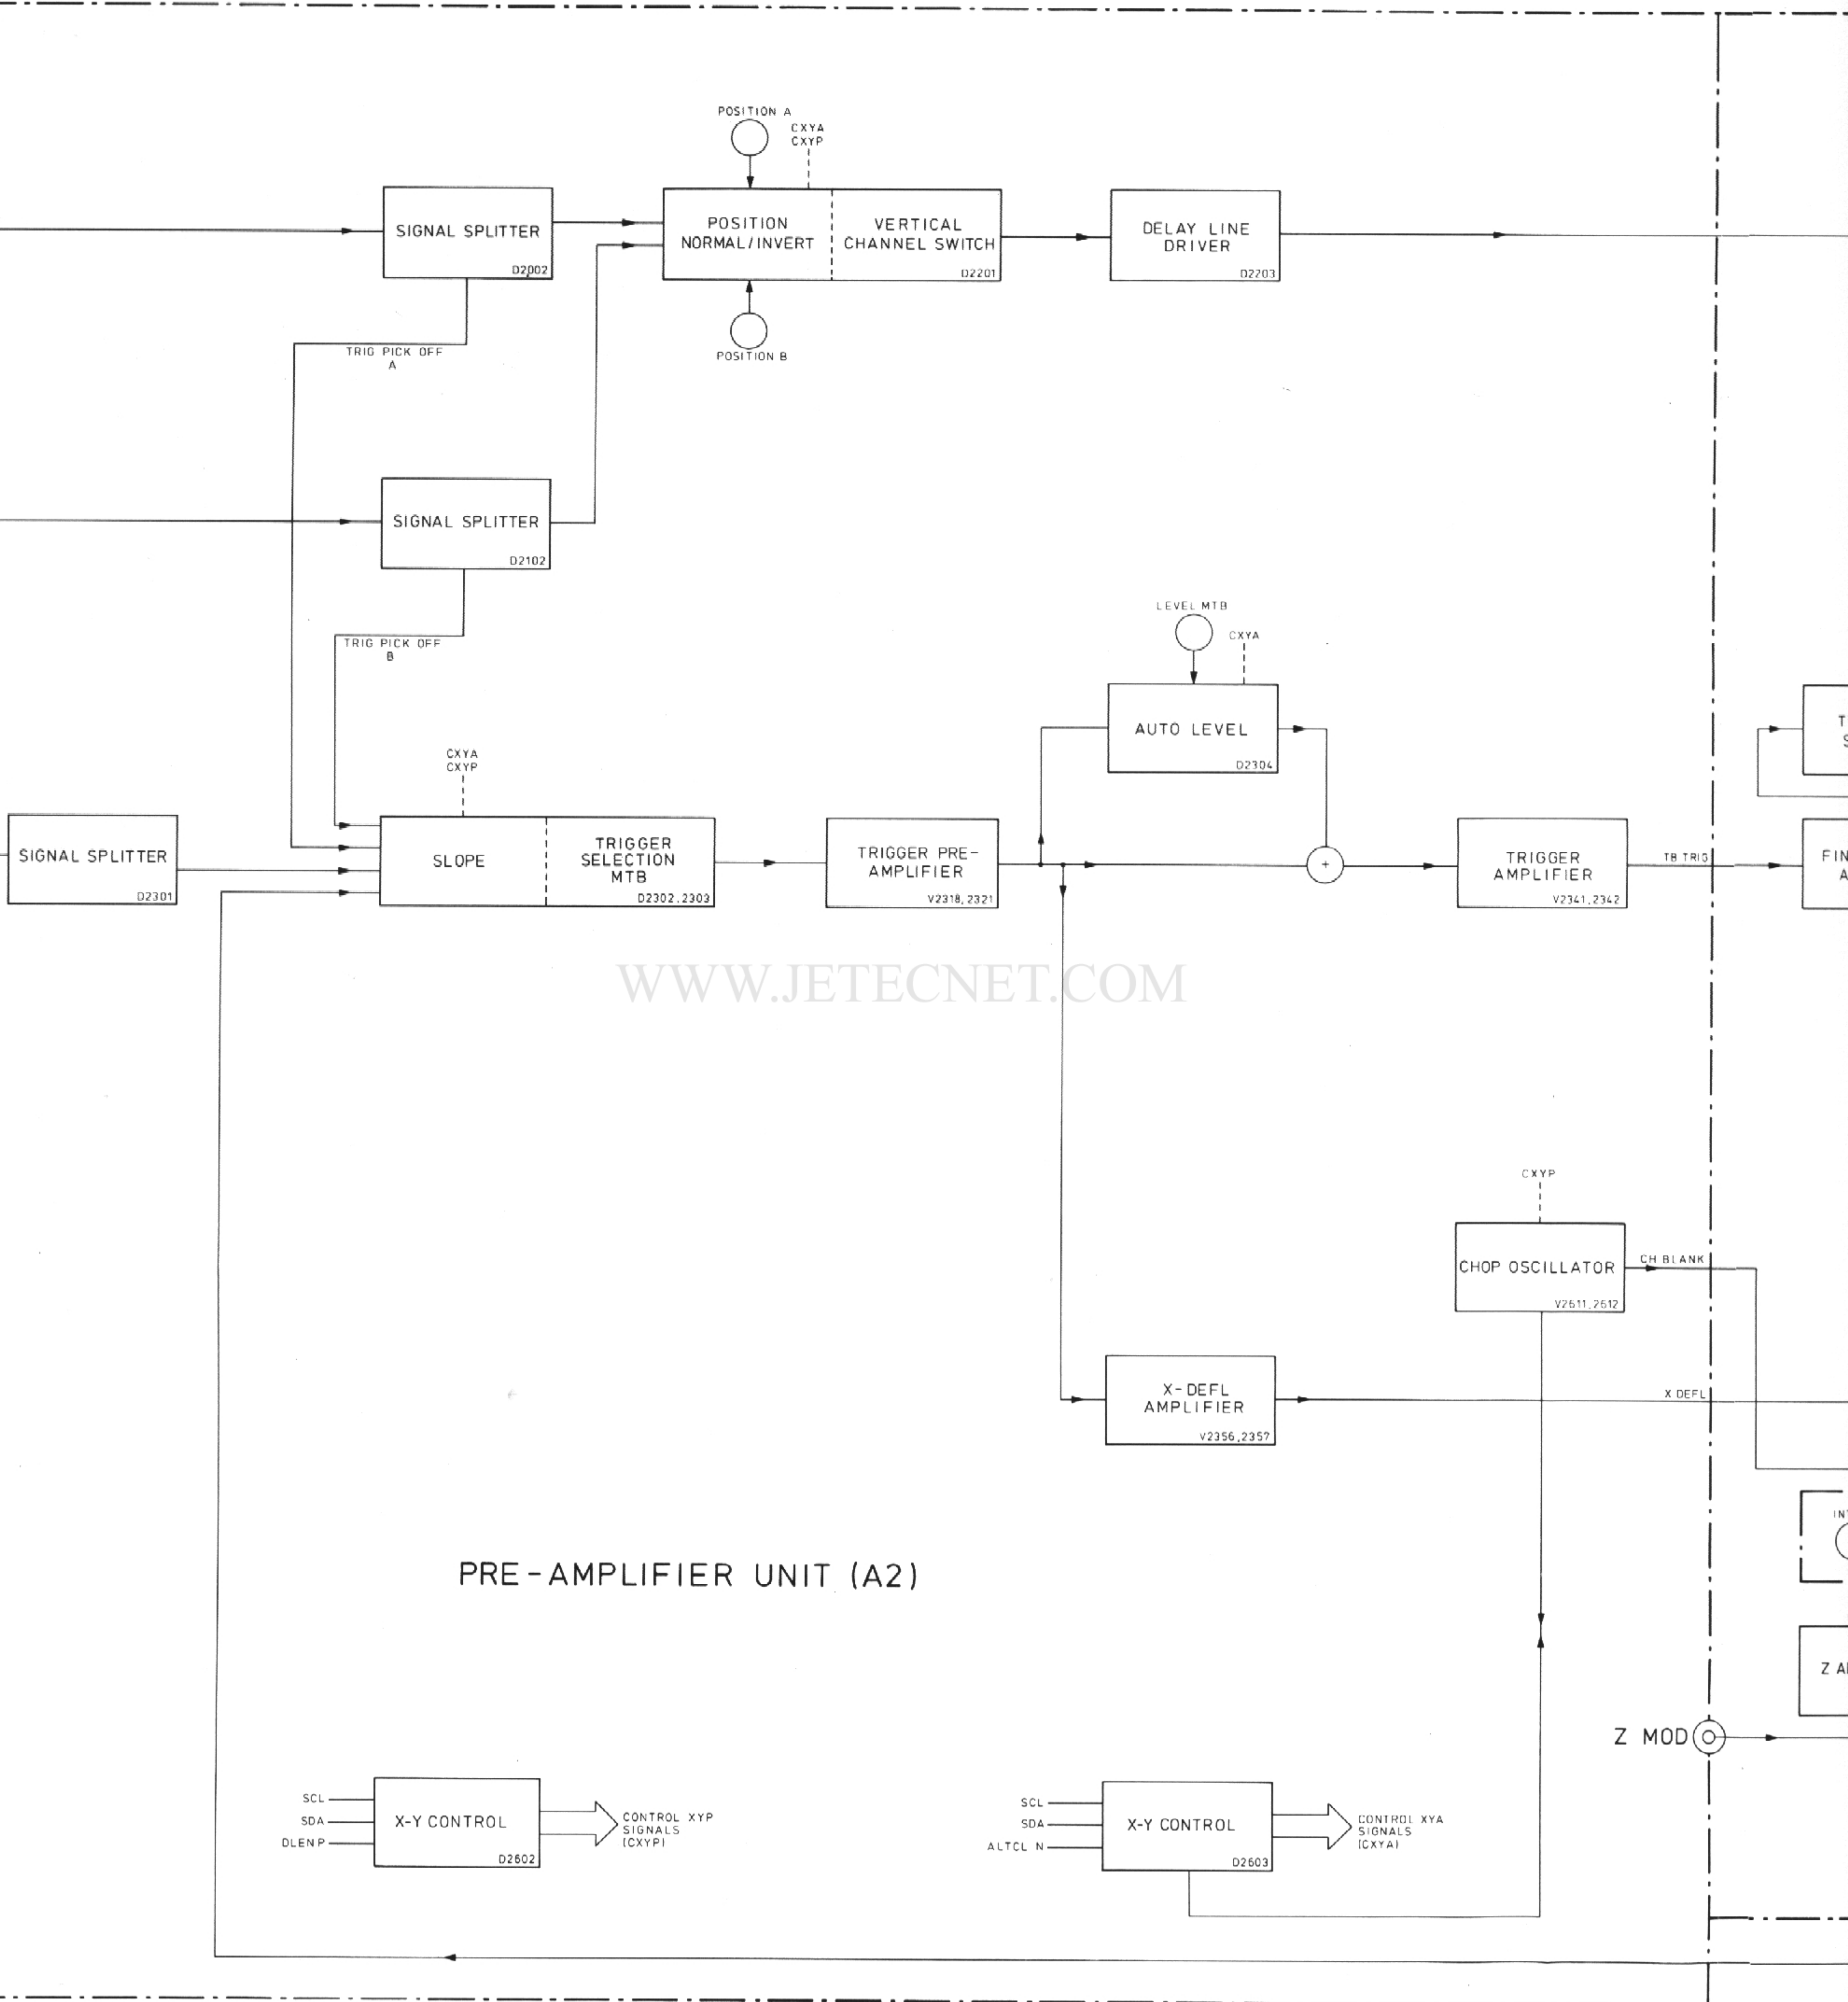 POSITION A
CXYA
CXYP
SIGNAL SPLITTER
D2002
POSITION
NORMAL/INVERT
VERTICAL
CHANNEL SWITCH
D2201
DELAY LINE
DRIVER
D2203
POSITION B
TRIG PICK OFF
A
SIGNAL SPLITTER
D2102
TRIG PICK OFF
B
LEVEL MTB
CXYA
AUTO LEVEL
D2304
CXYA
CXYP
SIGNAL SPLITTER
D2301
SLOPE
TRIGGER
SELECTION
MTB
D2302,2303
TRIGGER PRE-
AMPLIFIER
V2318,2321
+
TRIGGER
AMPLIFIER
V2341,2342
TB TRIG
FIN
A
T
S
WWW.JETECNET.COM
CXYP
CHOP OSCILLATOR
V2611,2612
CH BLANK
X-DEFL
AMPLIFIER
V2356,2357
X DEFL
IN
PRE-AMPLIFIER UNIT (A2)
Z A
Z MOD
SCL
SDA
DLEN P
X-Y CONTROL
D2602
CONTROL XYP
SIGNALS
(CXYP)
SCL
SDA
ALTCL N
X-Y CONTROL
D2603
CONTROL XYA
SIGNALS
(CXYA)